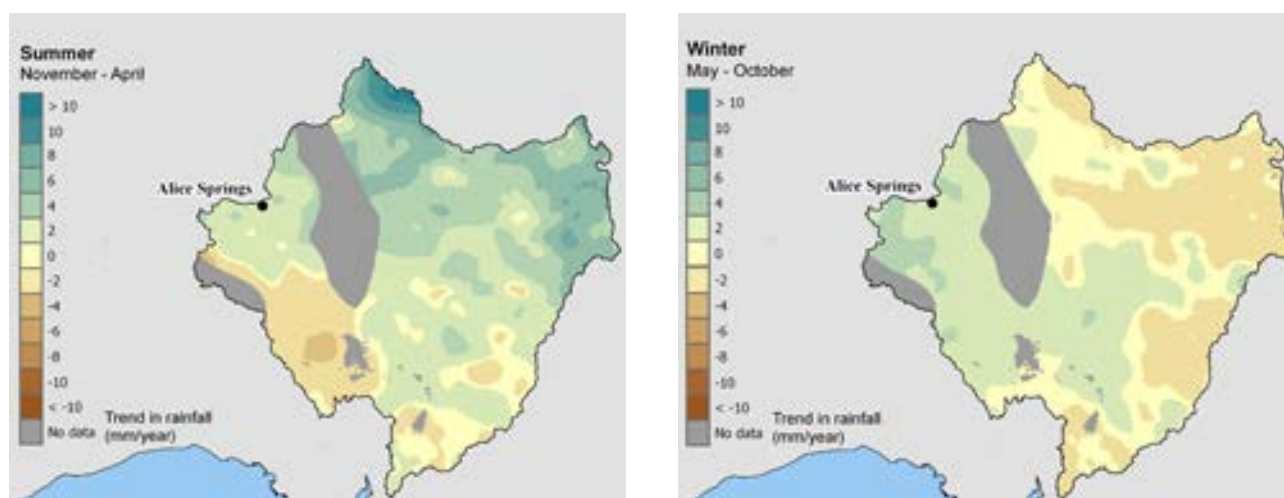 Summer
November - April
> 10
10
8
6
4
2
0
-2
-4
-6
-8
-10
< -10
No data
Trend in rainfall
(mm/year)
Alice Springs
Winter
May - October
> 10
10
8
6
4
2
0
-2
-4
-6
-8
-10
< -10
No data
Trend in rainfall
(mm/year)
Alice Springs